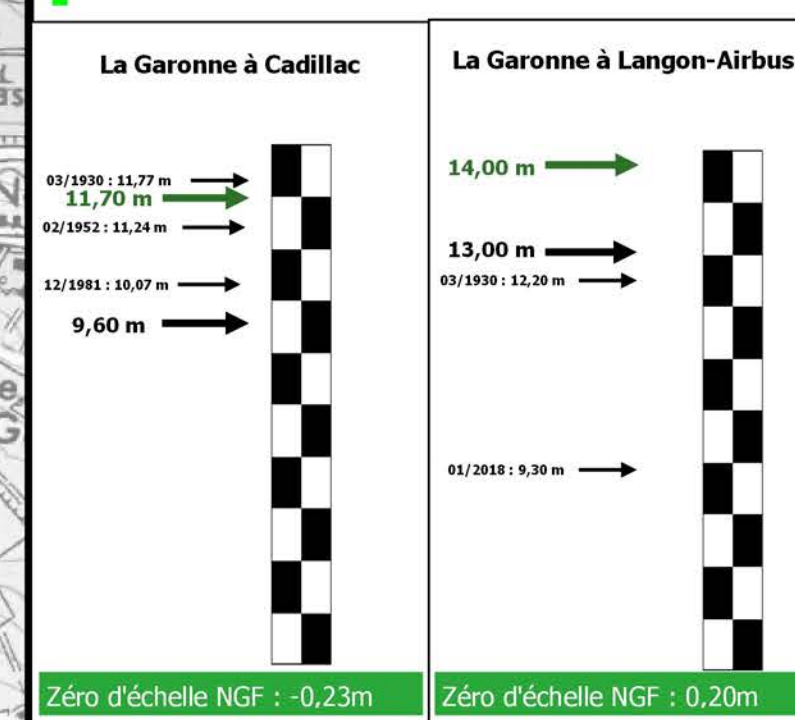 La Garonne à Cadillac
03/1930 : 11,77 m
11,70 m
02/1952 : 11,24 m
12/1981 : 10,07 m
9,60 m
Zéro d'échelle NGF : -0,23m
La Garonne à Langon-Airbus
14,00 m
13,00 m
03/1930 : 12,20 m
01/2018 : 9,30 m
Zéro d'échelle NGF : 0,20m